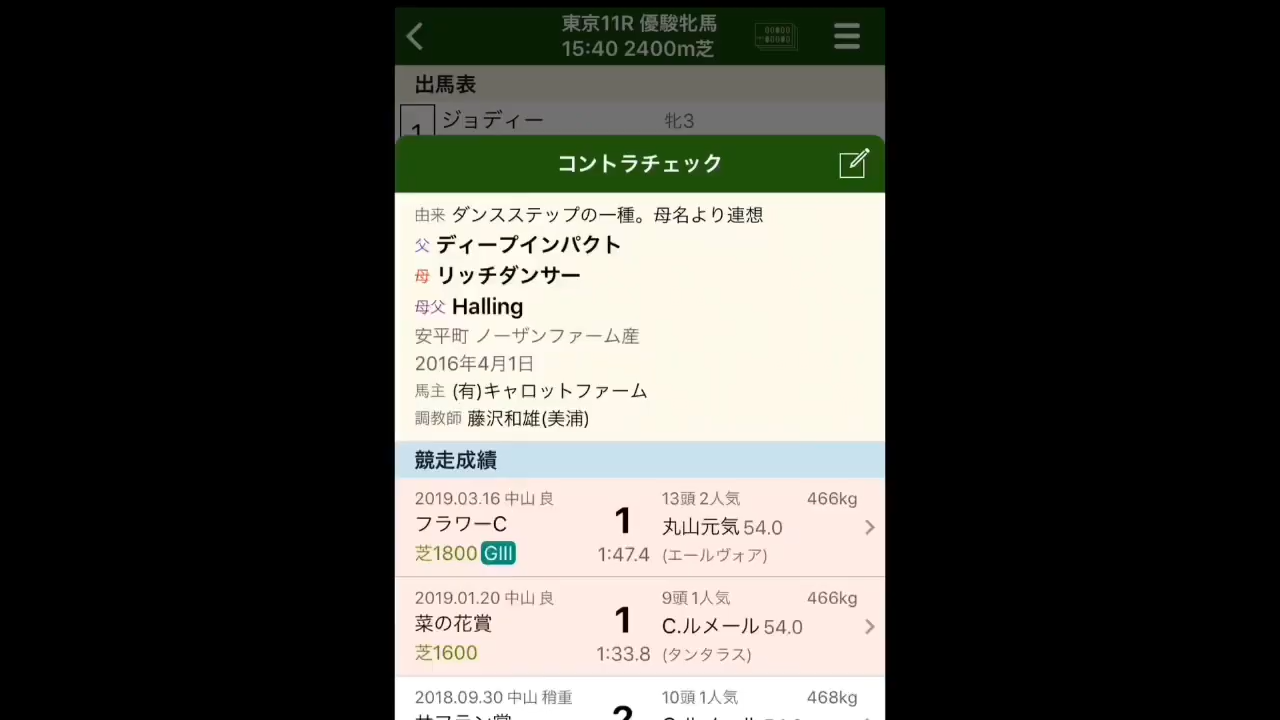 東京11R 優駿牝馬
15:40 2400m芝
出馬表
1 ジョディー 牝3
コントラチェック
由来 ダンスステップの一種。母名より連想
父 ディープインパクト
母 リッチダンサー
母父 Halling
安平町 ノーザンファーム産
2016年4月1日
馬主 (有)キャロットファーム
調教師 藤沢和雄(美浦)
競走成績
2019.03.16 中山 良 13頭 2人気 466kg
フラワーC 1 丸山元気 54.0
芝1800 GIII 1:47.4 (エールヴォア)
2019.01.20 中山 良 9頭 1人気 466kg
菜の花賞 1 C.ルメール 54.0
芝1600 1:33.8 (タンタラス)
2018.09.30 中山 稍重 10頭 1人気 468kg
2